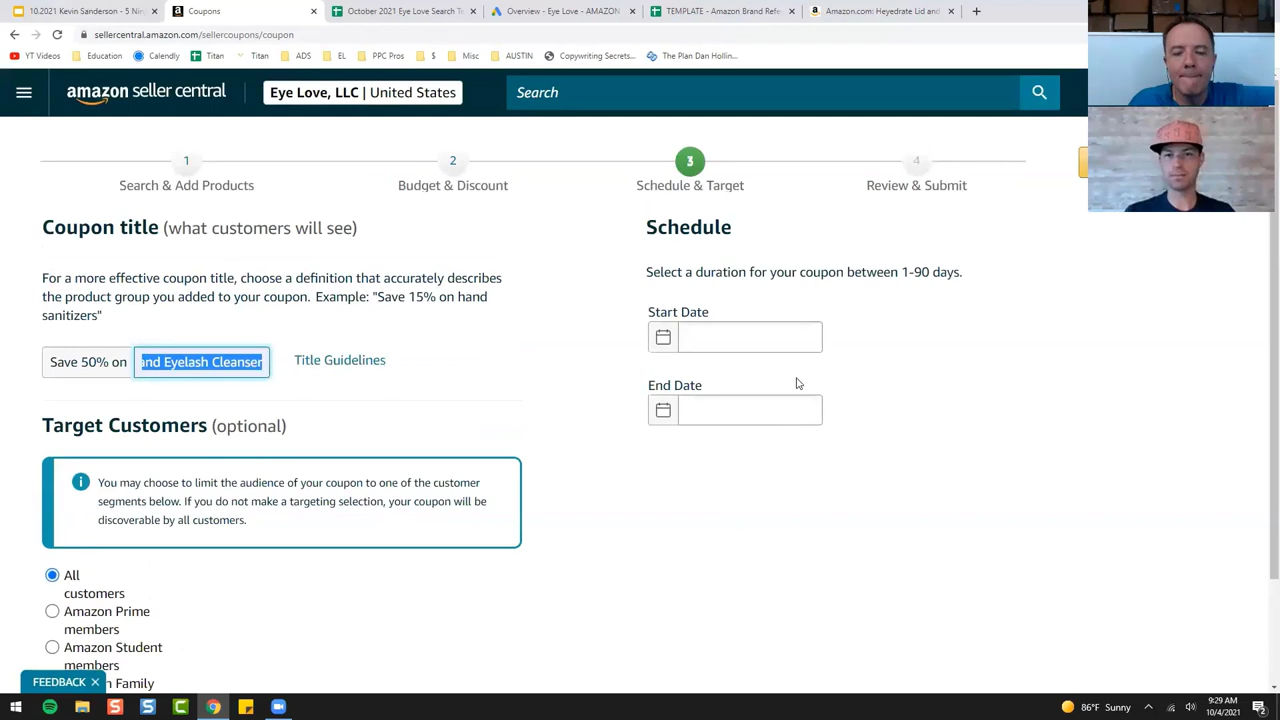 10.2021 Kevin Sanderson - 5 Nin
Coupons
October 2021 Eye Love Search T
Overview - Eye Love - AMAZON
TEMPLATE - Amazon Brand Refe
Amazon.com: Heyedrate Lid and
sellercentral.amazon.com/sellercoupons/coupon
YT Videos
Education
Calendly
Titan
Titan
ADS
EL
PPC Pros
$
Misc
AUSTIN
Copywriting Secrets...
The Plan Dan Hollin...
amazon seller central
Eye Love, LLC | United States
Search
1
2
3
4
Search & Add Products
Budget & Discount
Schedule & Target
Review & Submit
Coupon title (what customers will see)
For a more effective coupon title, choose a definition that accurately describes
the product group you added to your coupon. Example: "Save 15% on hand
sanitizers"
Save 50% on
and Eyelash Cleanser
Title Guidelines
Target Customers (optional)
You may choose to limit the audience of your coupon to one of the customer
segments below. If you do not make a targeting selection, your coupon will be
discoverable by all customers.
All
customers
Amazon Prime
members
Amazon Student
members
Family
Schedule
Select a duration for your coupon between 1-90 days.
Start Date
End Date
FEEDBACK
86°F Sunny
9:29 AM
10/4/2021
2